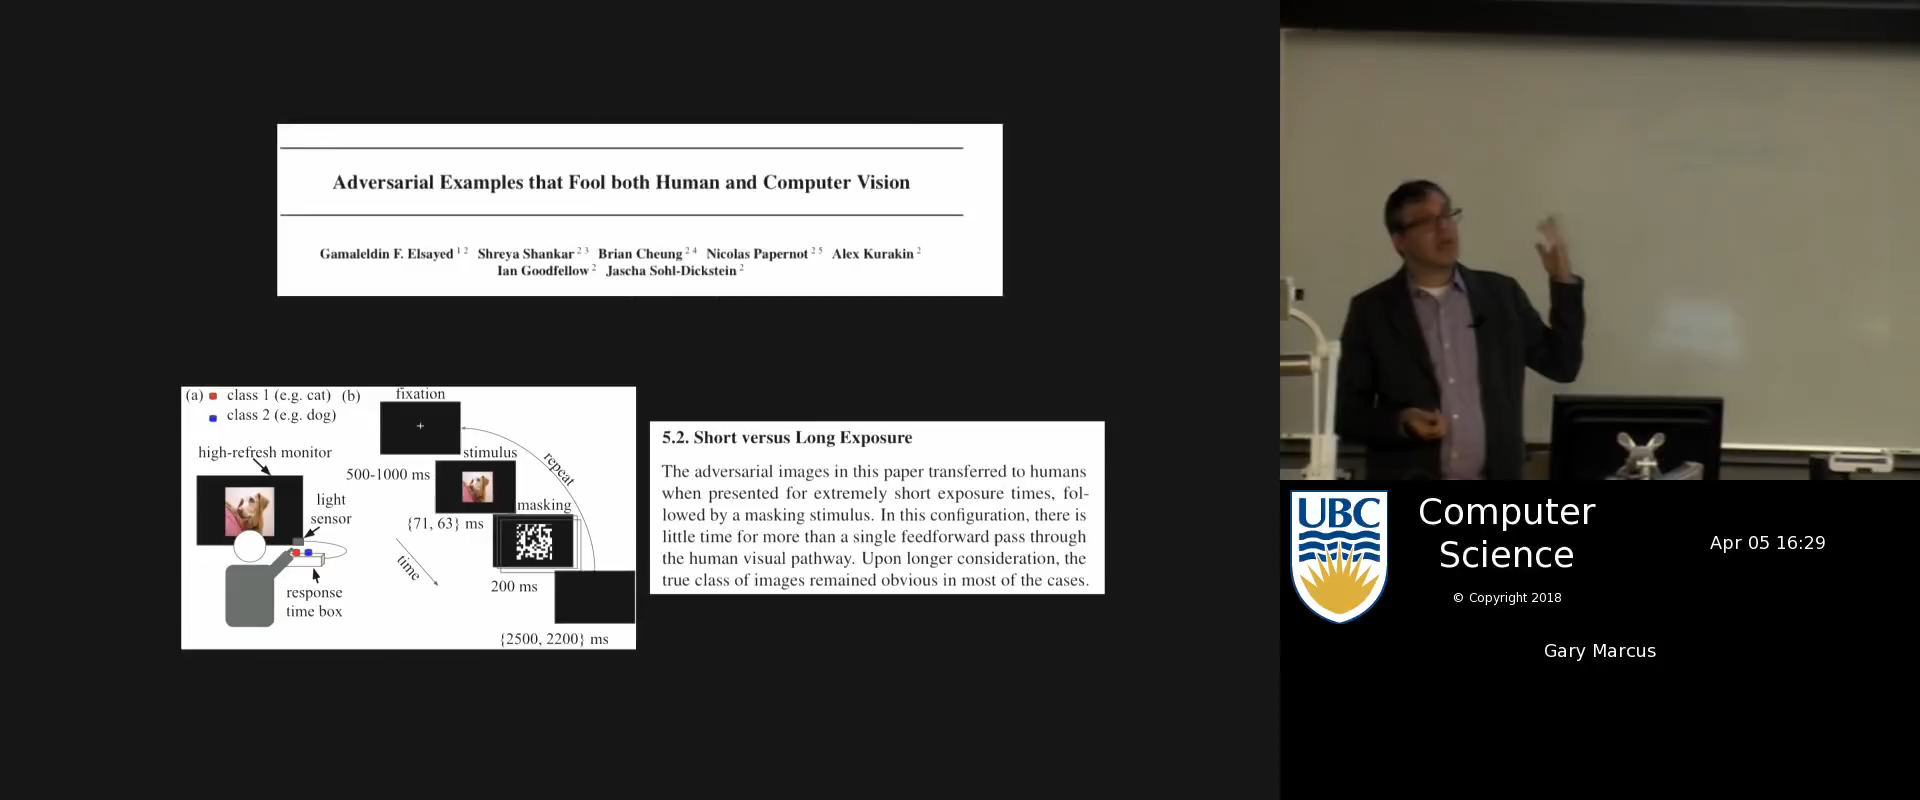 Adversarial Examples that Fool both Human and Computer Vision
Gamaleldin F. Elsayed 1 2 Shreya Shankar 2 3 Brian Cheung 2 4 Nicolas Papernot 2 5 Alex Kurakin 2
Ian Goodfellow 2 Jascha Sohl-Dickstein 2
(a) class 1 (e.g. cat) (b)
class 2 (e.g. dog)
high-refresh monitor
light
sensor
response
time box
fixation
500-1000 ms
stimulus
repeat
{71, 63} ms
masking
time
200 ms
{2500, 2200} ms
5.2. Short versus Long Exposure
The adversarial images in this paper transferred to humans
when presented for extremely short exposure times, fol-
lowed by a masking stimulus. In this configuration, there is
little time for more than a single feedforward pass through
the human visual pathway. Upon longer consideration, the
true class of images remained obvious in most of the cases.
UBC
Computer
Science
Apr 05 16:29
© Copyright 2018
Gary Marcus